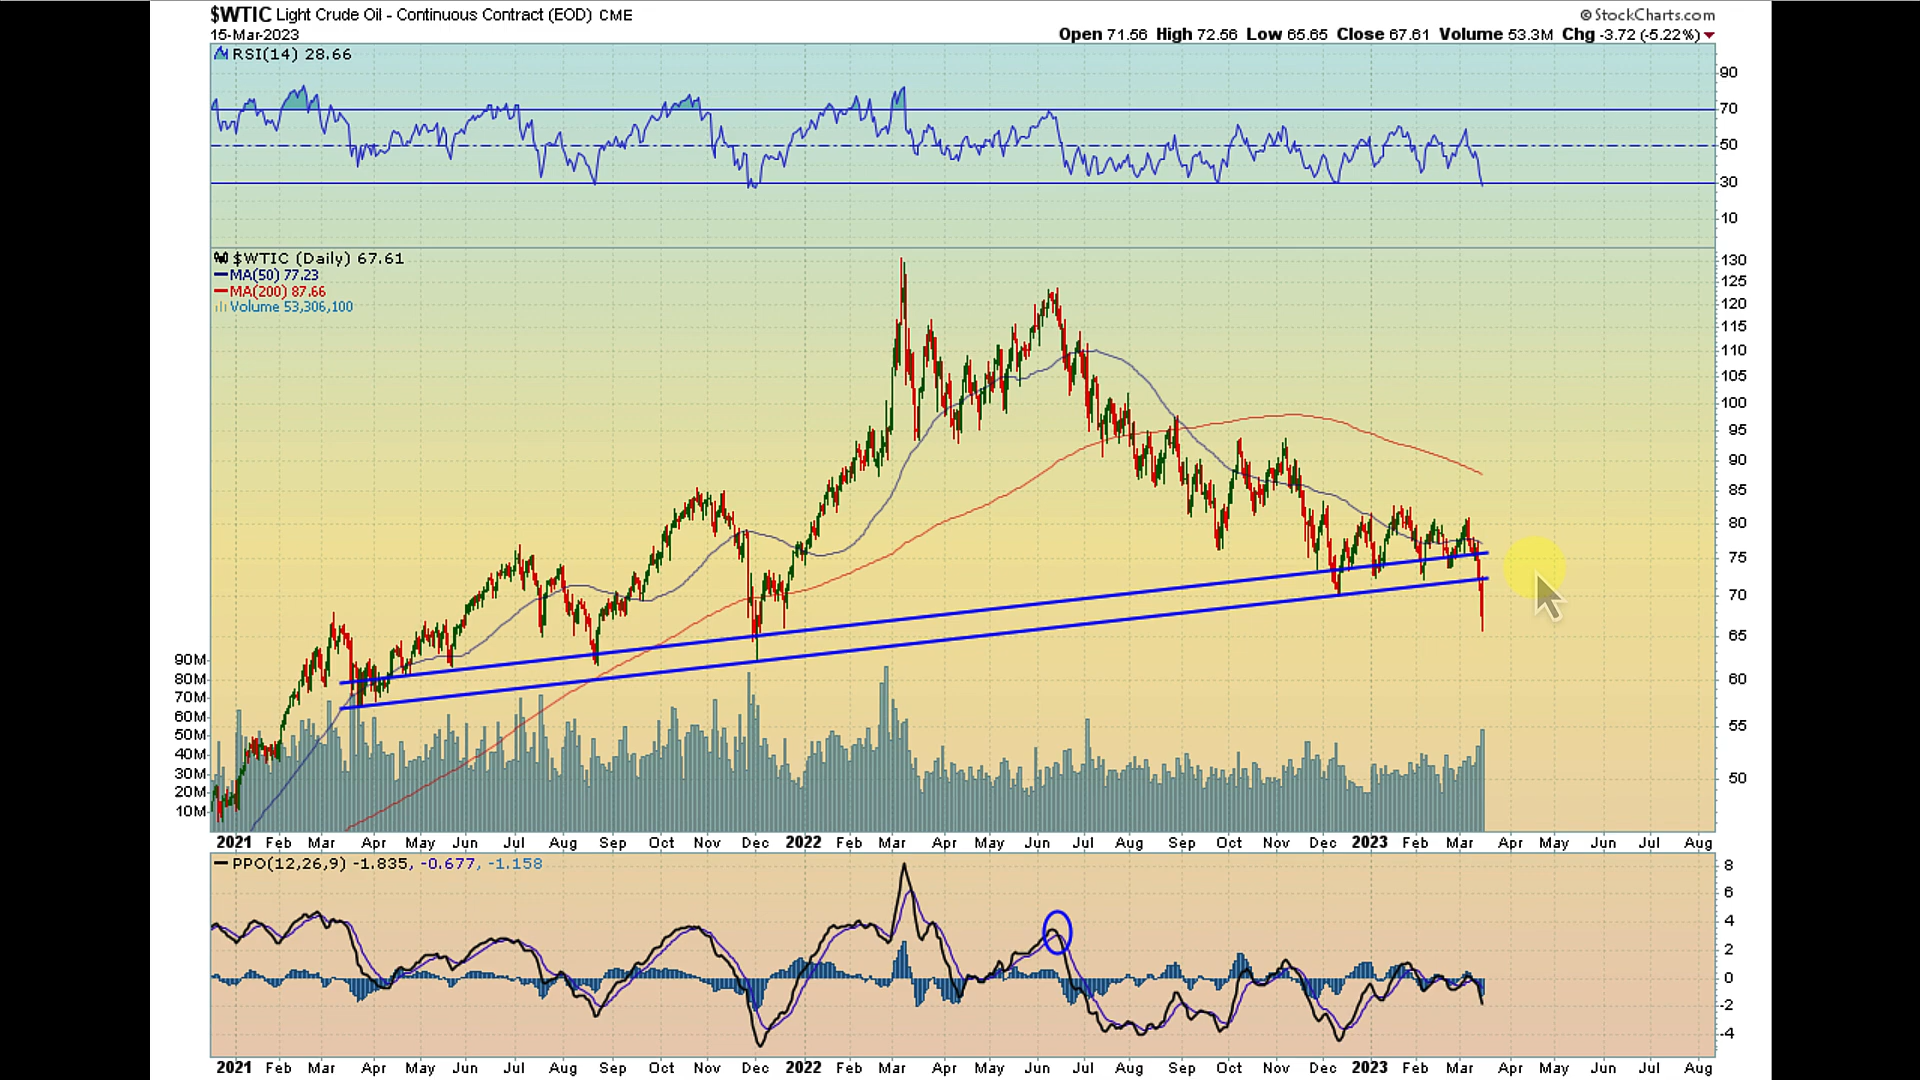 $WTIC Light Crude Oil - Continuous Contract (EOD) CME
© StockCharts.com
15-Mar-2023
Open 71.56 High 72.56 Low 65.65 Close 67.61 Volume 53.3M Chg -3.72 (-5.22%)
RSI(14) 28.66
90
70
50
30
10
$WTIC (Daily) 67.61
MA(50) 77.23
MA(200) 87.66
Volume 53,306,100
130
125
120
115
110
105
100
95
90
85
80
75
70
65
60
55
50
90M
80M
70M
60M
50M
40M
30M
20M
10M
2021 Feb Mar Apr May Jun Jul Aug Sep Oct Nov Dec 2022 Feb Mar Apr May Jun Jul Aug Sep Oct Nov Dec 2023 Feb Mar Apr May Jun Jul Aug
PPO(12,26,9) -1.835, -0.677, -1.158
8
6
4
2
0
-2
-4
2021 Feb Mar Apr May Jun Jul Aug Sep Oct Nov Dec 2022 Feb Mar Apr May Jun Jul Aug Sep Oct Nov Dec 2023 Feb Mar Apr May Jun Jul Aug